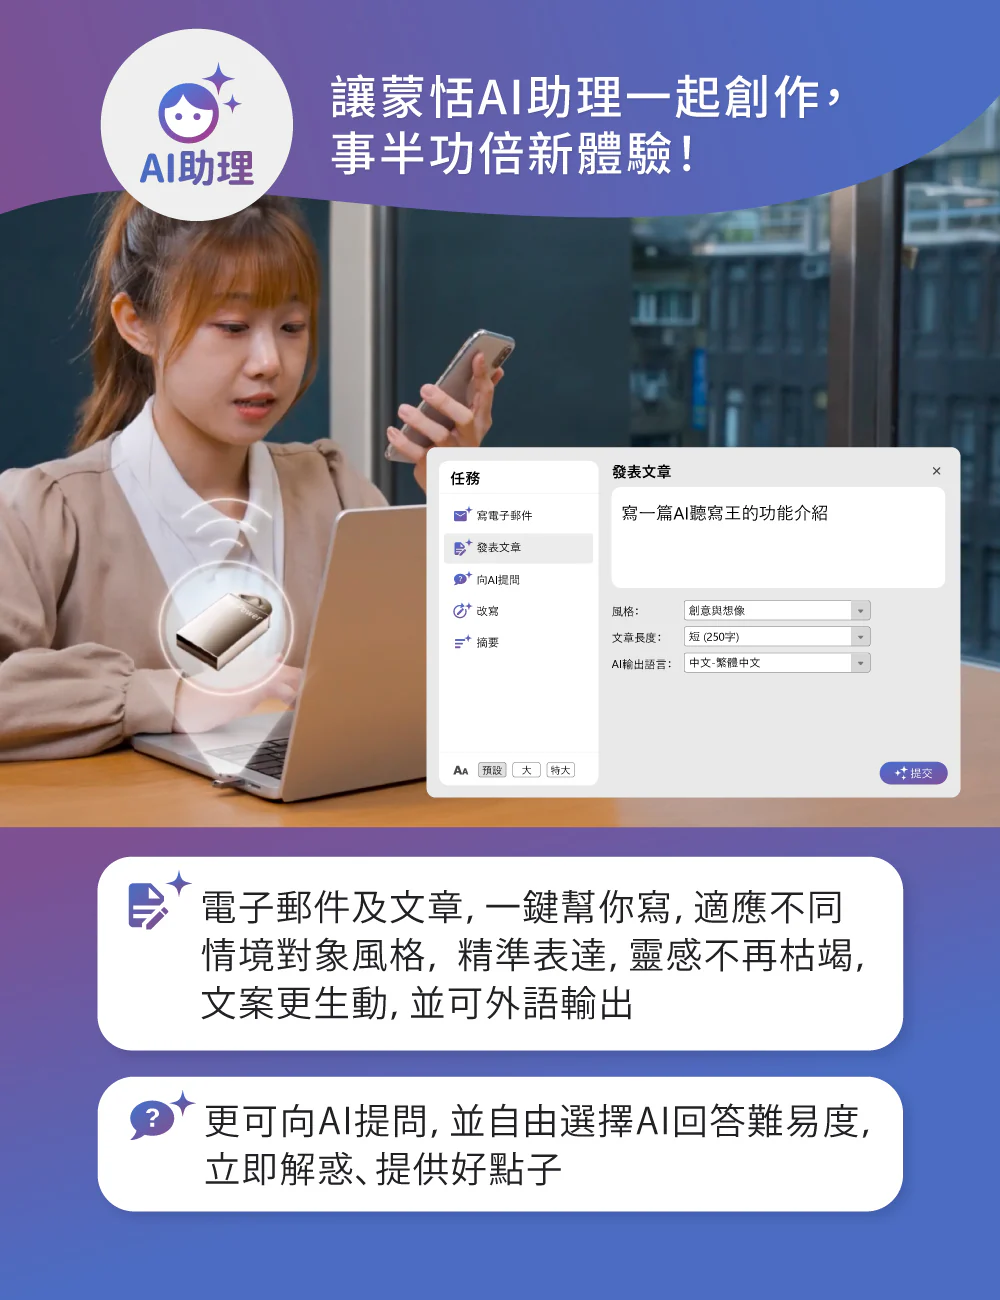 AI助理
讓蒙恬AI助理一起創作，
事半功倍新體驗！
任務
寫電子郵件
發表文章
向AI提問
改寫
摘要
AA 預設 大 特大
發表文章 ×
寫一篇AI聽寫王的功能介紹
風格： 創意與想像
文章長度： 短 (250字)
AI輸出語言： 中文-繁體中文
提交
電子郵件及文章，一鍵幫你寫，適應不同
情境對象風格，精準表達，靈感不再枯竭，
文案更生動，並可外語輸出
?
更可向AI提問，並自由選擇AI回答難易度，
立即解惑、提供好點子